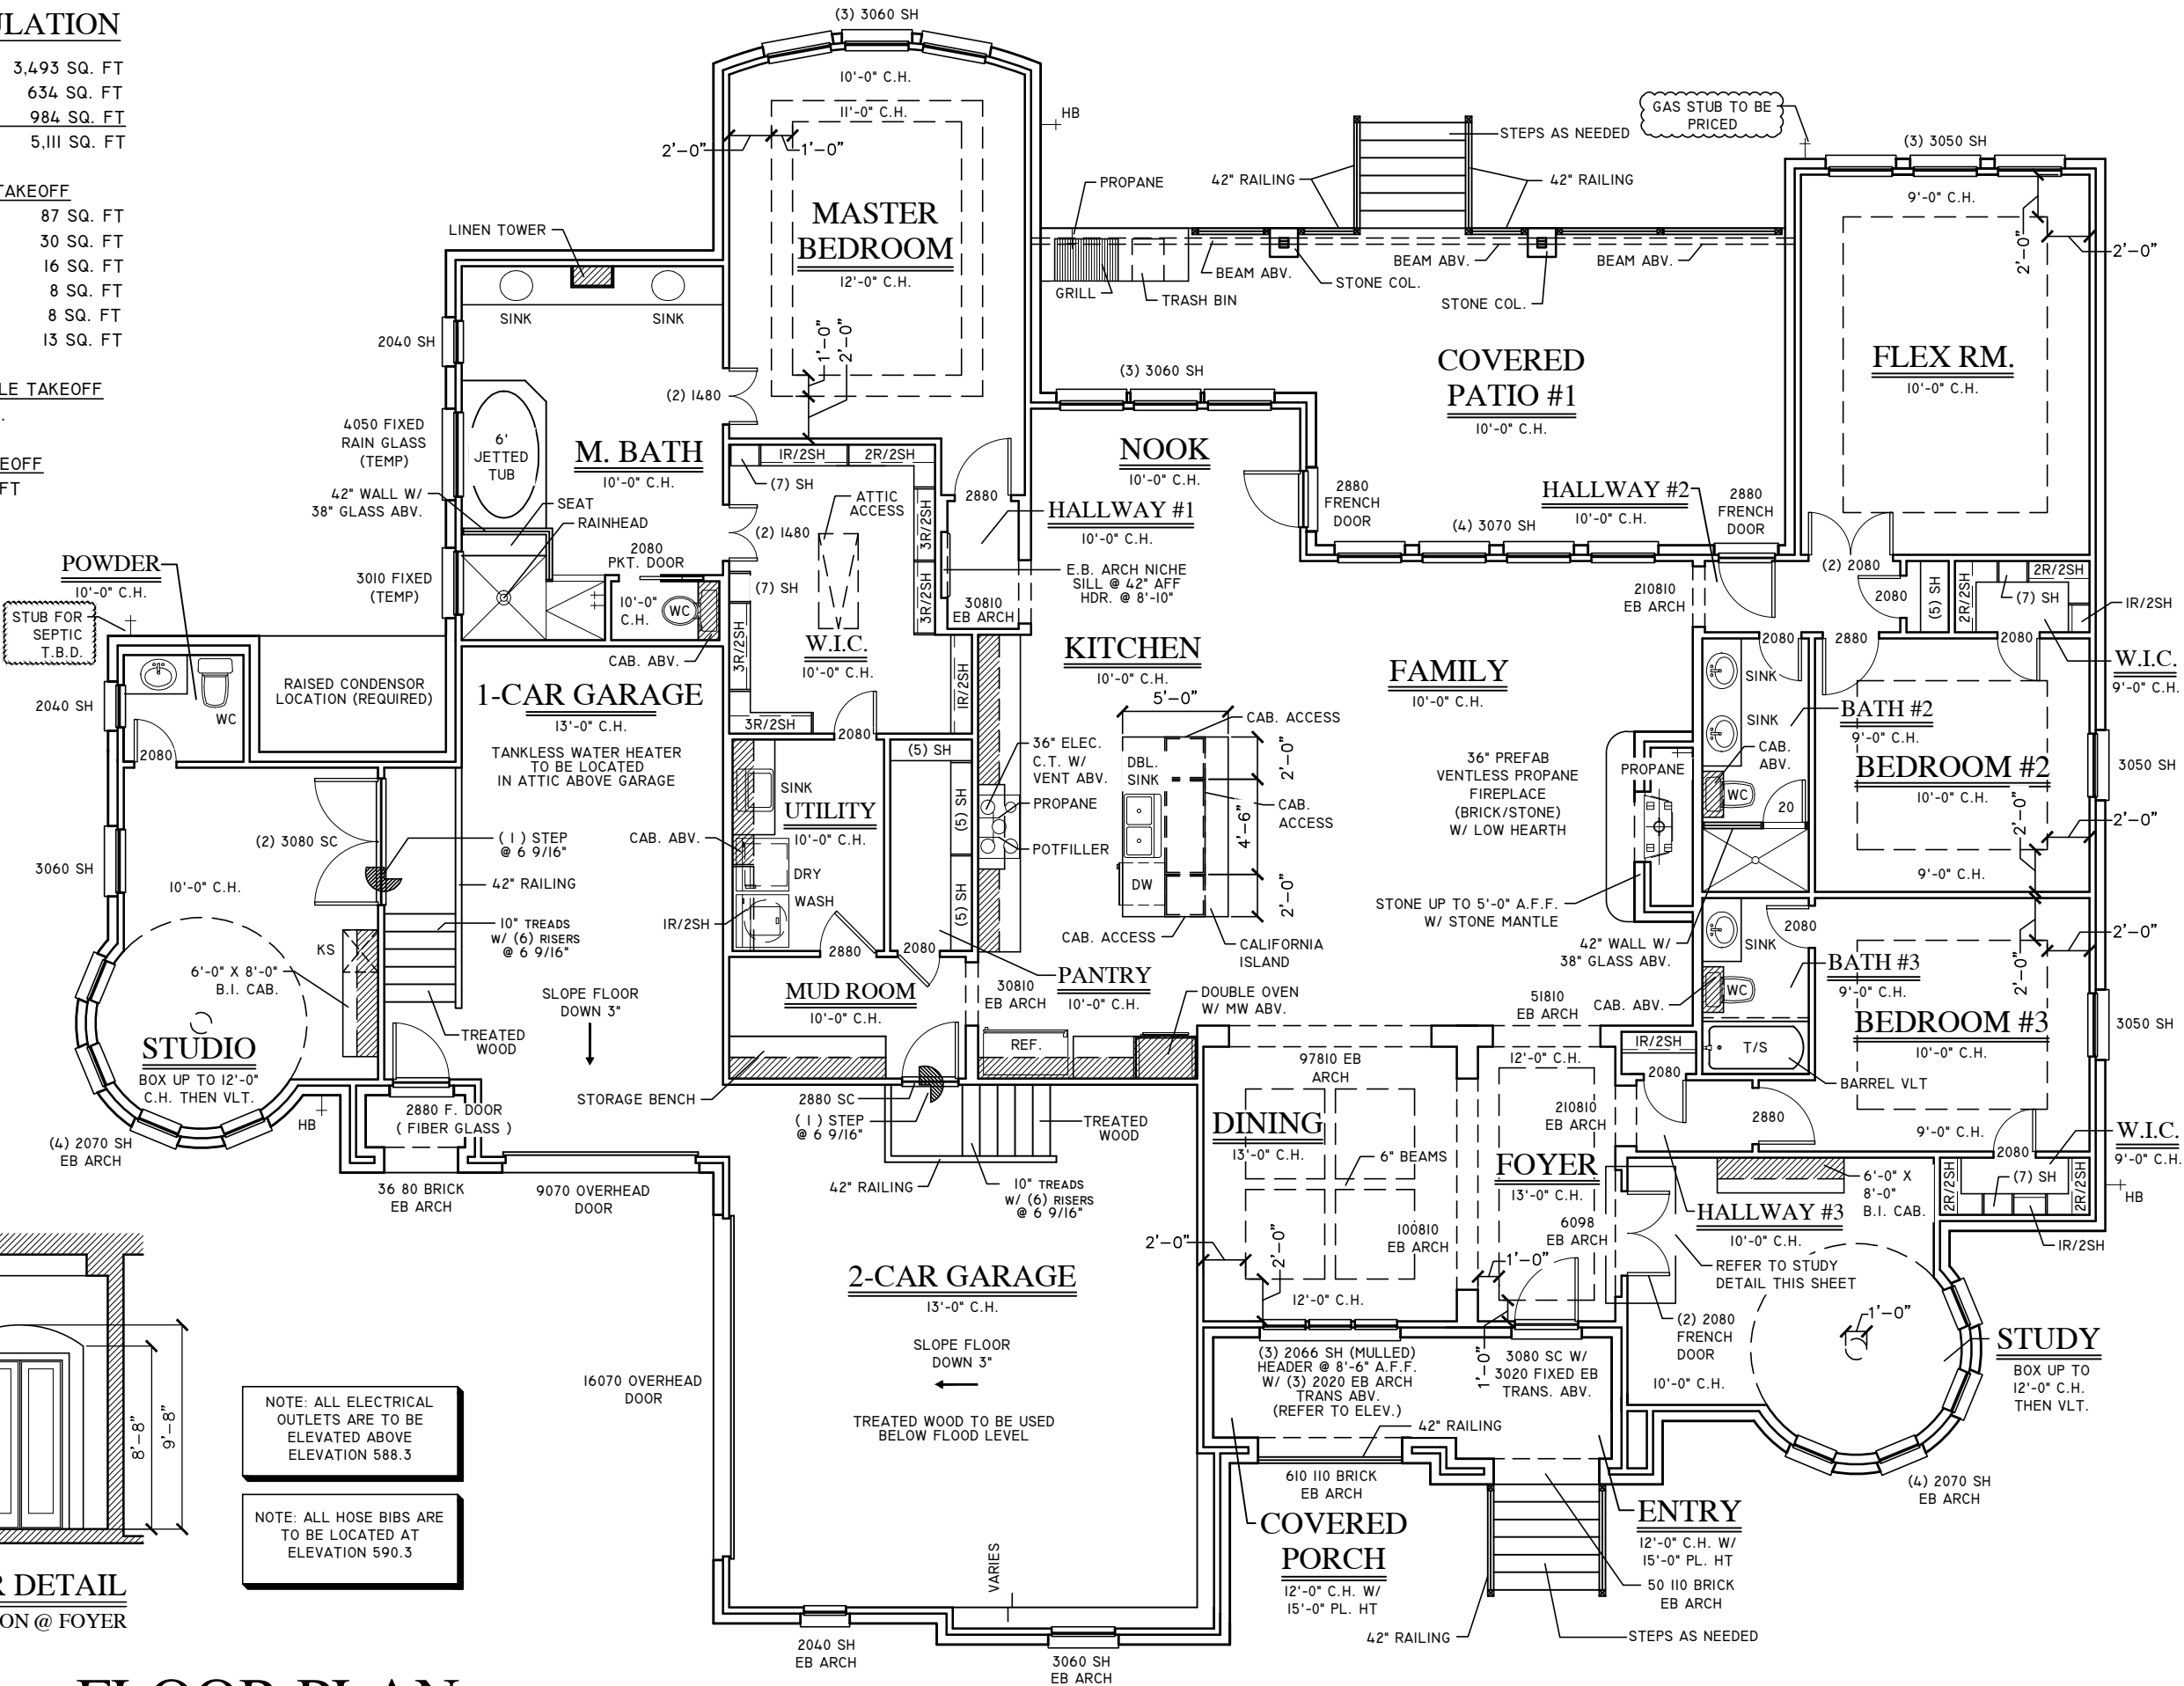 ULATION
3,493 SQ. FT
634 SQ. FT
984 SQ. FT
5,111 SQ. FT
TAKEOFF
87 SQ. FT
30 SQ. FT
16 SQ. FT
8 SQ. FT
8 SQ. FT
13 SQ. FT
LE TAKEOFF
EOFF
FT
(3) 3060 SH
10'-0" C.H.
11'-0" C.H.
2'-0"
1'-0"
MASTER
BEDROOM
12'-0" C.H.
1'-0"
2'-0"
HB
LINEN TOWER
SINK
SINK
2040 SH
(2) 1480
4050 FIXED
RAIN GLASS
(TEMP)
6'
JETTED
TUB
M. BATH
10'-0" C.H.
42" WALL W/
38" GLASS ABV.
SEAT
RAINHEAD
2080
PKT. DOOR
3010 FIXED
(TEMP)
10'-0"
C.H.
WC
CAB. ABV.
1R/2SH
2R/2SH
(7) SH
ATTIC
ACCESS
3R/2SH
(2) 1480
(7) SH
3R/2SH
3R/2SH
W.I.C.
10'-0" C.H.
1R/2SH
3R/2SH
2080
2880
HALLWAY #1
10'-0" C.H.
E.B. ARCH NICHE
SILL @ 42" AFF
HDR. @ 8'-10"
30810
EB ARCH
PROPANE
GRILL
TRASH BIN
42" RAILING
STEPS AS NEEDED
42" RAILING
BEAM ABV.
STONE COL.
BEAM ABV.
STONE COL.
BEAM ABV.
(3) 3060 SH
COVERED
PATIO #1
10'-0" C.H.
NOOK
10'-0" C.H.
2880
FRENCH
DOOR
(4) 3070 SH
HALLWAY #2
10'-0" C.H.
2880
FRENCH
DOOR
GAS STUB TO BE
PRICED
(3) 3050 SH
9'-0" C.H.
2'-0"
2'-0"
FLEX RM.
10'-0" C.H.
(2) 2080
2080
(5) SH
2R/2SH
2R/2SH
(7) SH
1R/2SH
210810
EB ARCH
2080
2880
2080
W.I.C.
9'-0" C.H.
POWDER
10'-0" C.H.
STUB FOR
SEPTIC
T.B.D.
2040 SH
WC
2080
RAISED CONDENSOR
LOCATION (REQUIRED)
1-CAR GARAGE
13'-0" C.H.
TANKLESS WATER HEATER
TO BE LOCATED
IN ATTIC ABOVE GARAGE
(2) 3080 SC
3060 SH
10'-0" C.H.
(1) STEP
@ 6 9/16"
42" RAILING
10" TREADS
W/ (6) RISERS
@ 6 9/16"
KS
6'-0" X 8'-0"
B.I. CAB.
TREATED
WOOD
SLOPE FLOOR
DOWN 3"
STUDIO
BOX UP TO 12'-0"
C.H. THEN VLT.
(4) 2070 SH
EB ARCH
HB
2880 F. DOOR
( FIBER GLASS )
36 80 BRICK
EB ARCH
9070 OVERHEAD
DOOR
STORAGE BENCH
SINK
UTILITY
10'-0" C.H.
CAB. ABV.
DRY
WASH
1R/2SH
2880
MUD ROOM
10'-0" C.H.
(5) SH
(5) SH
(5) SH
2080
PANTRY
10'-0" C.H.
30810
EB ARCH
KITCHEN
10'-0" C.H.
5'-0"
CAB. ACCESS
36" ELEC.
C.T. W/
VENT ABV.
PROPANE
POTFILLER
DBL.
SINK
DW
CAB.
ACCESS
2'-0"
4'-6"
2'-0"
CAB. ACCESS
CALIFORNIA
ISLAND
DOUBLE OVEN
W/ MW ABV.
REF.
FAMILY
10'-0" C.H.
36" PREFAB
VENTLESS PROPANE
FIREPLACE
(BRICK/STONE)
W/ LOW HEARTH
PROPANE
STONE UP TO 5'-0" A.F.F.
W/ STONE MANTLE
SINK
SINK
BATH #2
9'-0" C.H.
CAB.
ABV.
WC
20
BEDROOM #2
10'-0" C.H.
3050 SH
2'-0"
2'-0"
9'-0" C.H.
42" WALL W/
38" GLASS ABV.
SINK
2080
BATH #3
9'-0" C.H.
WC
CAB. ABV.
2'-0"
2'-0"
BEDROOM #3
10'-0" C.H.
3050 SH
T/S
BARREL VLT
51810
EB ARCH
1R/2SH
2080
2880
9'-0" C.H.
2080
W.I.C.
9'-0" C.H.
2R/2SH
(7) SH
2R/2SH
HB
1R/2SH
2880 SC
(1) STEP
@ 6 9/16"
TREATED
WOOD
42" RAILING
10" TREADS
W/ (6) RISERS
@ 6 9/16"
97810 EB
ARCH
DINING
13'-0" C.H.
6" BEAMS
2'-0"
2'-0"
12'-0" C.H.
100810
EB ARCH
12'-0" C.H.
210810
EB ARCH
FOYER
13'-0" C.H.
6098
EB ARCH
1'-0"
1'-0"
HALLWAY #3
10'-0" C.H.
6'-0" X
8'-0"
B.I. CAB.
REFER TO STUDY
DETAIL THIS SHEET
(2) 2080
FRENCH
DOOR
10'-0" C.H.
1'-0"
STUDY
BOX UP TO
12'-0" C.H.
THEN VLT.
(4) 2070 SH
EB ARCH
2-CAR GARAGE
13'-0" C.H.
SLOPE FLOOR
DOWN 3"
TREATED WOOD TO BE USED
BELOW FLOOD LEVEL
16070 OVERHEAD
DOOR
VARIES
2040 SH
EB ARCH
3060 SH
EB ARCH
(3) 2066 SH (MULLED)
HEADER @ 8'-6" A.F.F.
W/ (3) 2020 EB ARCH
TRANS ABV.
(REFER TO ELEV.)
3080 SC W/
3020 FIXED EB
TRANS. ABV.
42" RAILING
610 110 BRICK
EB ARCH
COVERED
PORCH
12'-0" C.H. W/
15'-0" PL. HT
ENTRY
12'-0" C.H. W/
15'-0" PL. HT
50 110 BRICK
EB ARCH
STEPS AS NEEDED
42" RAILING
8'-8"
9'-8"
R DETAIL
ON @ FOYER
NOTE: ALL ELECTRICAL
OUTLETS ARE TO BE
ELEVATED ABOVE
ELEVATION 588.3
NOTE: ALL HOSE BIBS ARE
TO BE LOCATED AT
ELEVATION 590.3
FLOOR PLAN